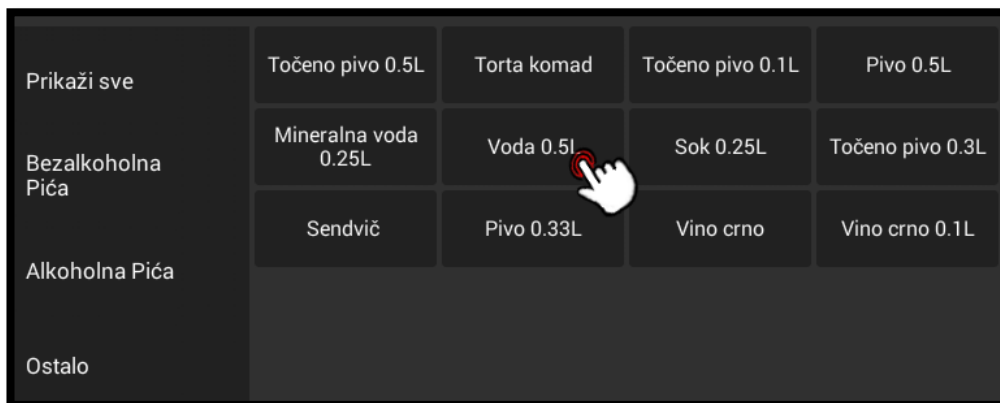 Prikaži sve
Bezalkoholna
Pića
Alkoholna Pića
Ostalo
Točeno pivo 0.5L
Torta komad
Točeno pivo 0.1L
Pivo 0.5L
Mineralna voda
0.25L
Voda 0.5L
Sok 0.25L
Točeno pivo 0.3L
Sendvič
Pivo 0.33L
Vino crno
Vino crno 0.1L